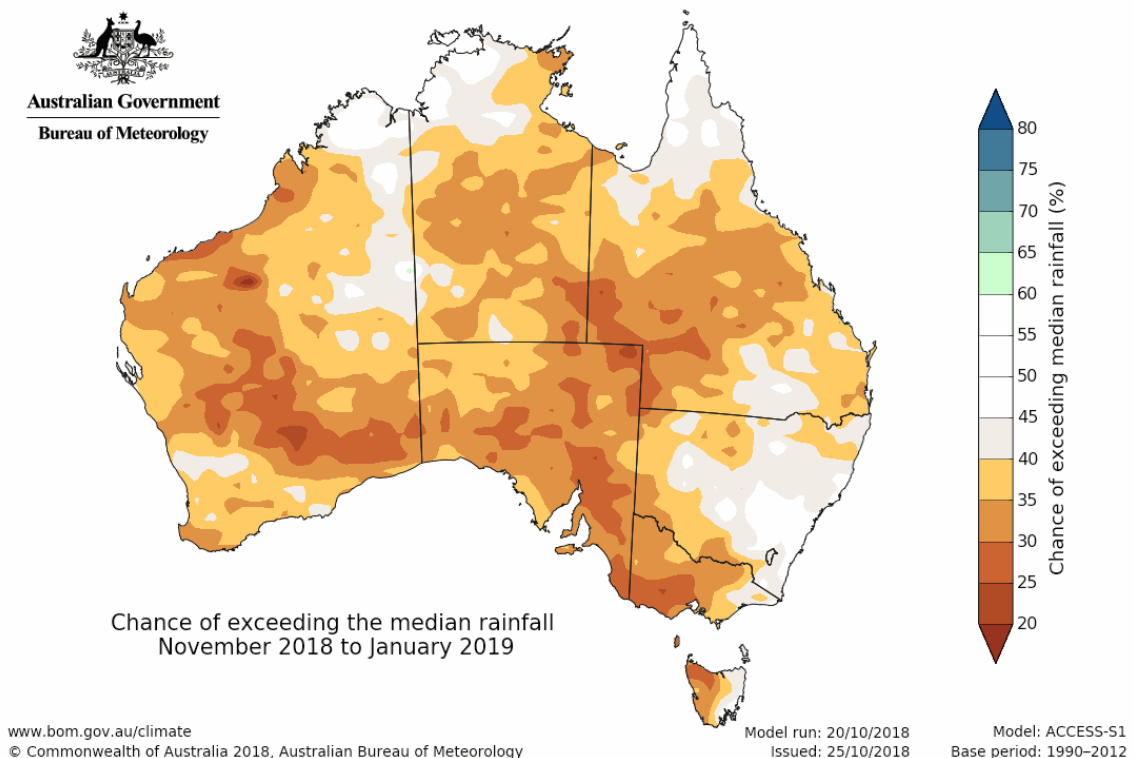 Australian Government
Bureau of Meteorology
80
75
70
65
60
55
50
45
40
35
30
25
20
Chance of exceeding median rainfall (%)
Chance of exceeding the median rainfall
November 2018 to January 2019
www.bom.gov.au/climate
© Commonwealth of Australia 2018, Australian Bureau of Meteorology
Model run: 20/10/2018
Issued: 25/10/2018
Model: ACCESS-S1
Base period: 1990–2012